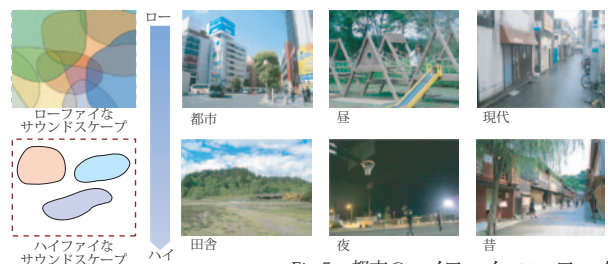 ロー
ローファイな
サウンドスケープ
都市
昼
現代
ハイファイな
サウンドスケープ
ハイ
田舎
夜
昔